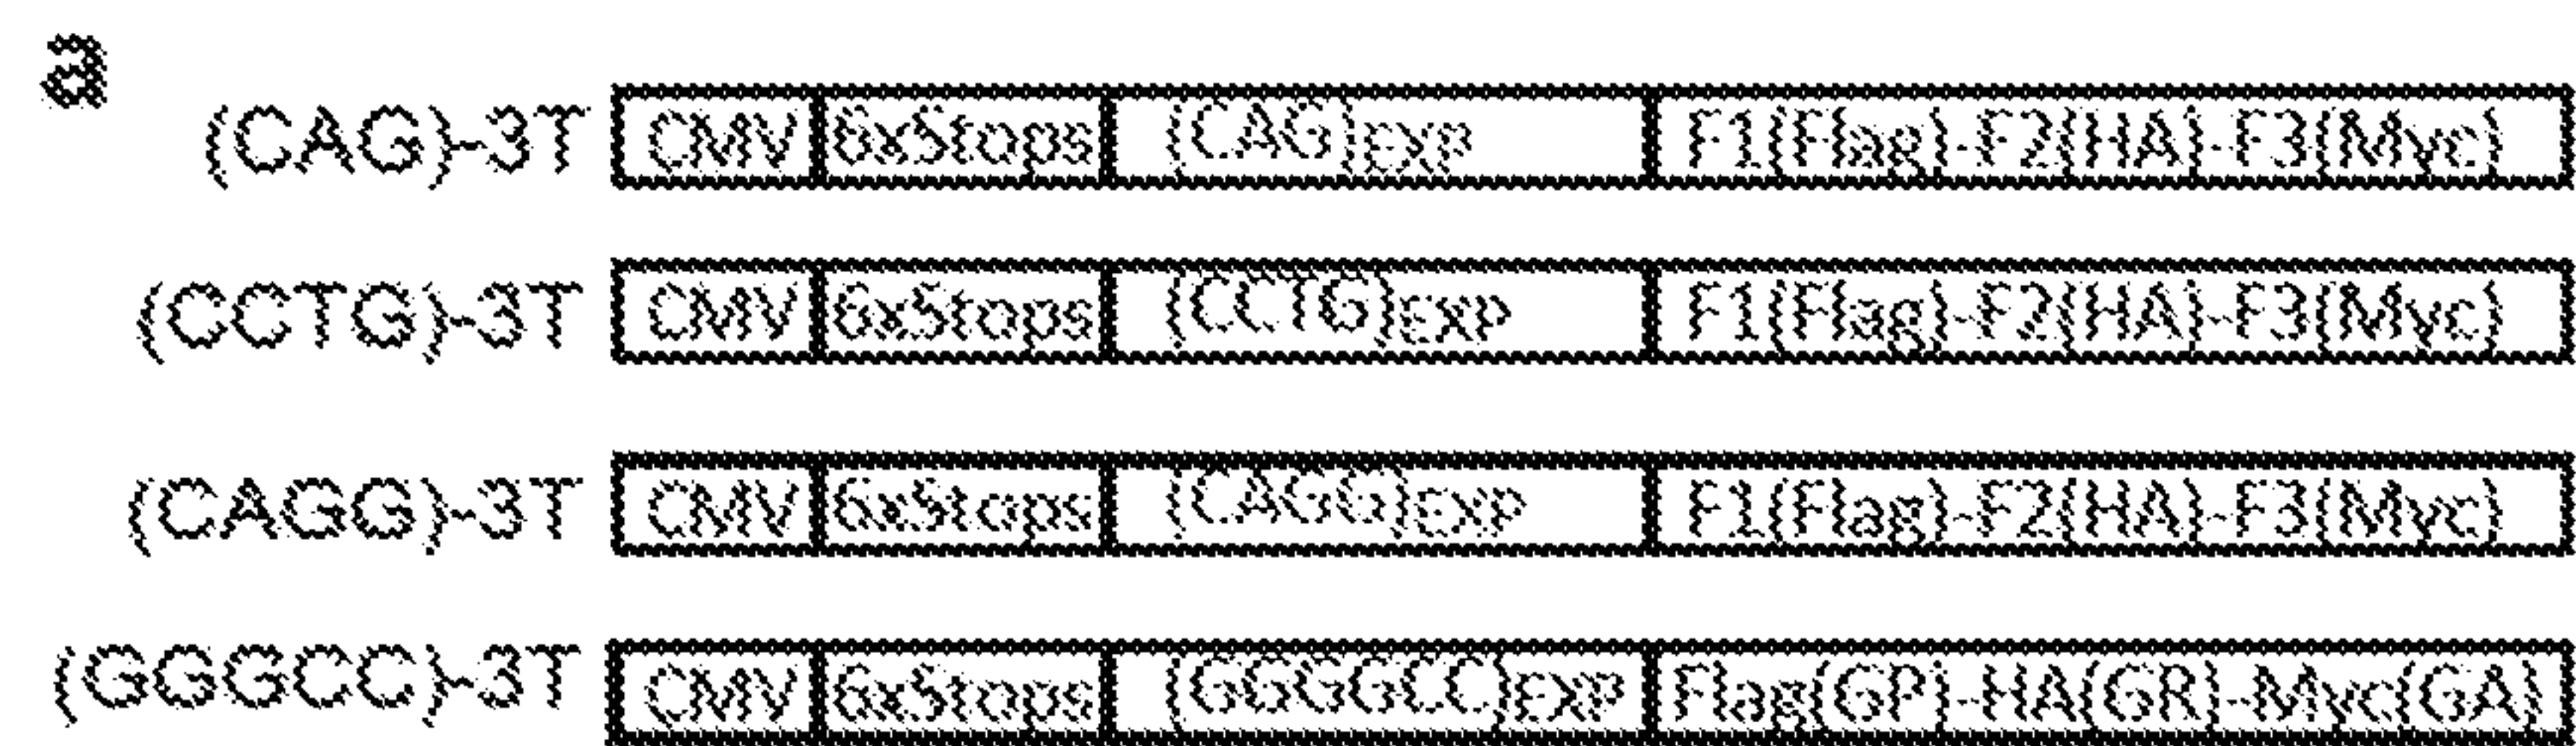 a
(CAG)-3T CMV 6xStops (CAG)EXP F1(Flag)-F2(HA)-F3(Myc)
(CCTG)-3T CMV 6xStops (CCTG)EXP F1(Flag)-F2(HA)-F3(Myc)
(CAGG)-3T CMV 6xStops (CAGG)EXP F1(Flag)-F2(HA)-F3(Myc)
(GGGCC)-3T CMV 6xStops (GGGGCC)EXP Flag(GP)-HA(GR)-Myc(GA)